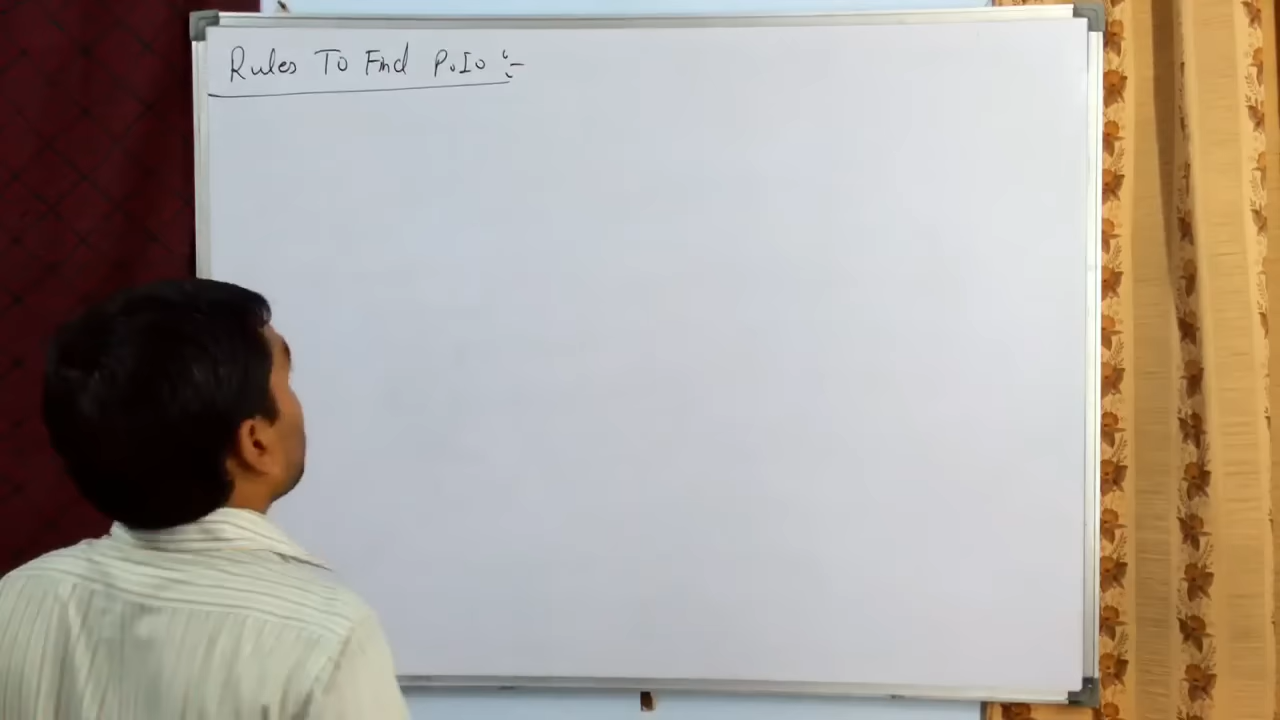 Rules To Find P.I. :-